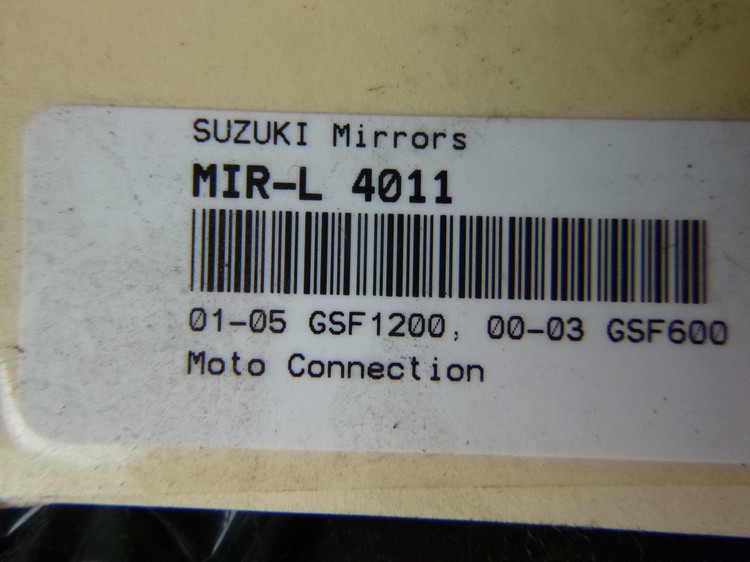 SUZUKI Mirrors
MIR-L 4011
01-05 GSF1200, 00-03 GSF600
Moto Connection